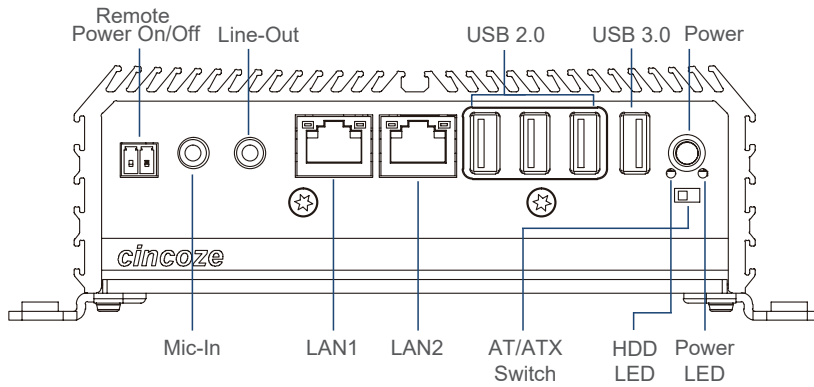 Remote
Power On/Off
Line-Out
USB 2.0
USB 3.0
Power
cincoze
Mic-In
LAN1
LAN2
AT/ATX
Switch
HDD
LED
Power
LED